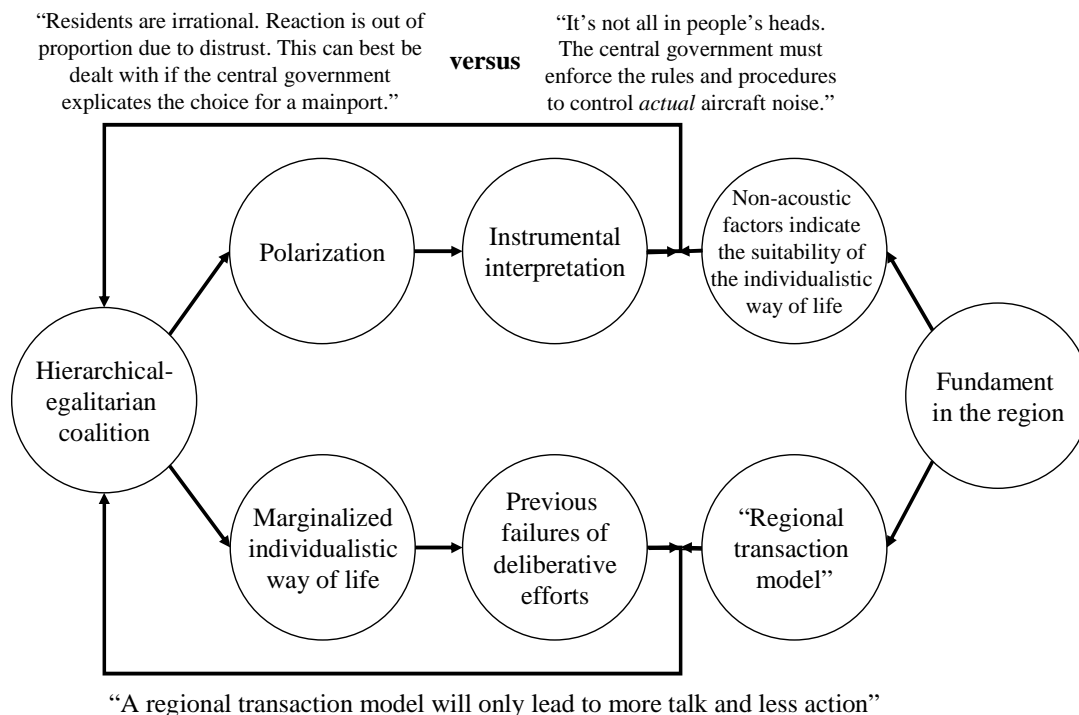 “Residents are irrational. Reaction is out of
proportion due to distrust. This can best be
dealt with if the central government
explicates the choice for a mainport.”
versus
“It’s not all in people’s heads.
The central government must
enforce the rules and procedures
to control actual aircraft noise.”
Polarization
Instrumental
interpretation
Non-acoustic
factors indicate
the suitability of
the individualistic
way of life
Hierarchical-
egalitarian
coalition
Fundament
in the region
Marginalized
individualistic
way of life
Previous
failures of
deliberative
efforts
“Regional
transaction
model”
“A regional transaction model will only lead to more talk and less action”